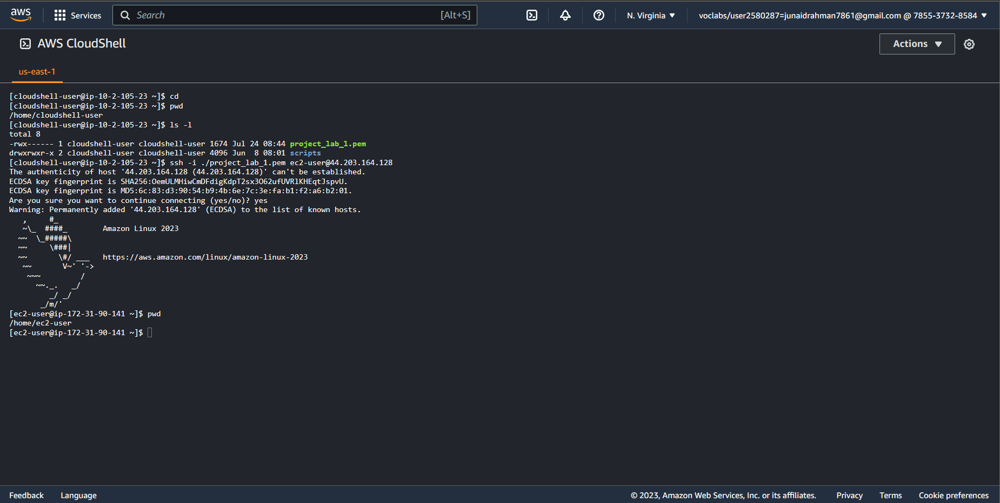 aws Services Search [Alt+S] N. Virginia ▼ voclabs/user2580287=junaidrahman7861@gmail.com @ 7855-3732-8584 ▼
AWS CloudShell Actions ▼
us-east-1
[cloudshell-user@ip-10-2-105-23 ~]$ cd
[cloudshell-user@ip-10-2-105-23 ~]$ pwd
/home/cloudshell-user
[cloudshell-user@ip-10-2-105-23 ~]$ ls -l
total 8
-rwx------ 1 cloudshell-user cloudshell-user 1674 Jul 24 08:44 project_lab_1.pem
drwxrwxr-x 2 cloudshell-user cloudshell-user 4096 Jun  8 08:01 scripts
[cloudshell-user@ip-10-2-105-23 ~]$ ssh -i ./project_lab_1.pem ec2-user@44.203.164.128
The authenticity of host '44.203.164.128 (44.203.164.128)' can't be established.
ECDSA key fingerprint is SHA256:OemULMHiwCmDFdigKdpT2sx3O62ufUVRlKHEqtJspvU.
ECDSA key fingerprint is MD5:6c:83:d3:90:54:b9:4b:6e:7c:3e:fa:b1:f2:a6:b2:01.
Are you sure you want to continue connecting (yes/no)? yes
Warning: Permanently added '44.203.164.128' (ECDSA) to the list of known hosts.
   ,     #_
   ~\_  ####_        Amazon Linux 2023
  ~~  \_#####\
  ~~     \###|
  ~~       \#/ ___   https://aws.amazon.com/linux/amazon-linux-2023
   ~~       V~' '->
    ~~~         /
      ~~._.   _/
         _/ _/
       _/m/'
[ec2-user@ip-172-31-90-141 ~]$ pwd
/home/ec2-user
[ec2-user@ip-172-31-90-141 ~]$
Feedback Language © 2023, Amazon Web Services, Inc. or its affiliates. Privacy Terms Cookie preferences